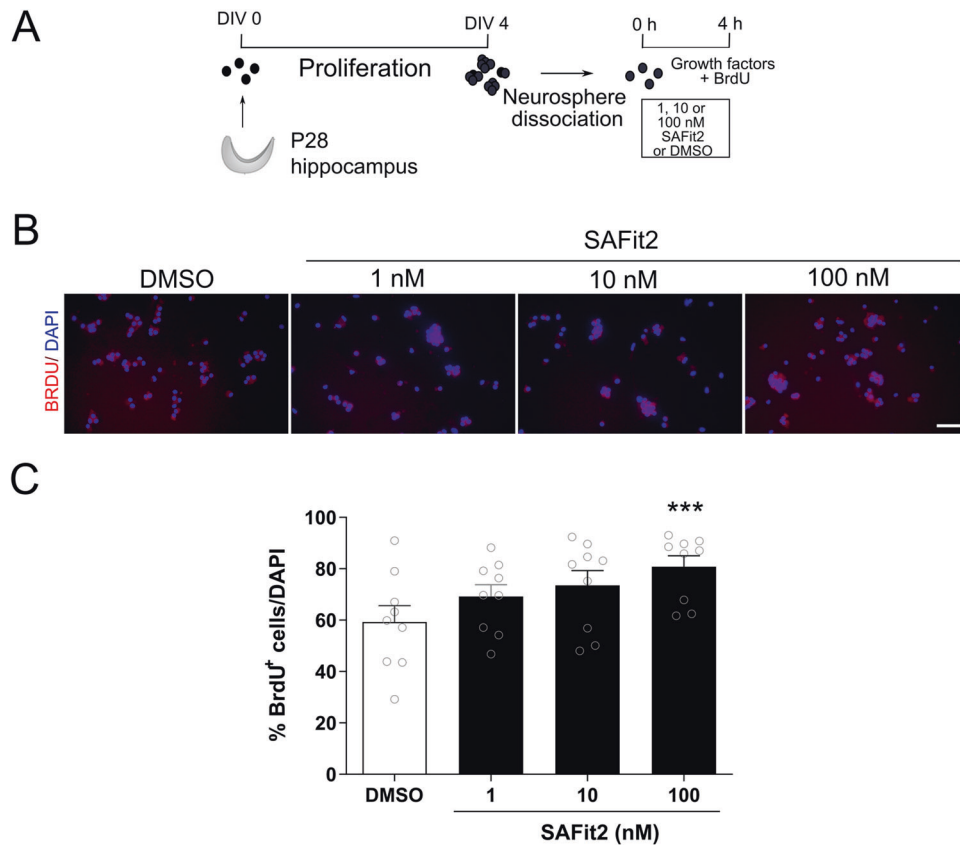 A
DIV 0
DIV 4
0 h
4 h
Proliferation
Growth factors
+ BrdU
Neurosphere
dissociation
1, 10 or
100 nM
SAFit2
or DMSO
P28
hippocampus
B
SAFit2
DMSO
1 nM
10 nM
100 nM
BRDU/ DAPI
C
***
% BrdU⁺ cells/DAPI
100
80
60
40
20
0
DMSO
1
10
100
SAFit2 (nM)